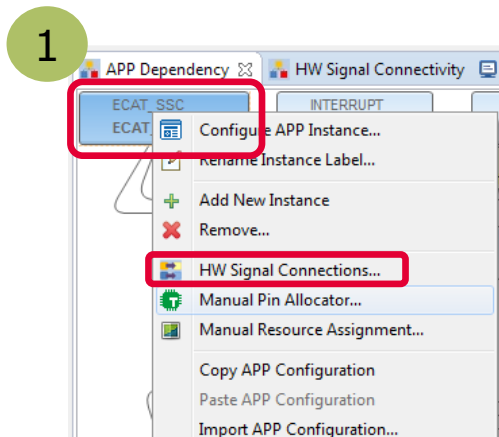 1
APP Dependency HW Signal Connectivity
ECAT_SSC INTERRUPT
ECAT_
Configure APP Instance...
Rename Instance Label...
Add New Instance
Remove...
HW Signal Connections...
Manual Pin Allocator...
Manual Resource Assignment...
Copy APP Configuration
Paste APP Configuration
Import APP Configuration...